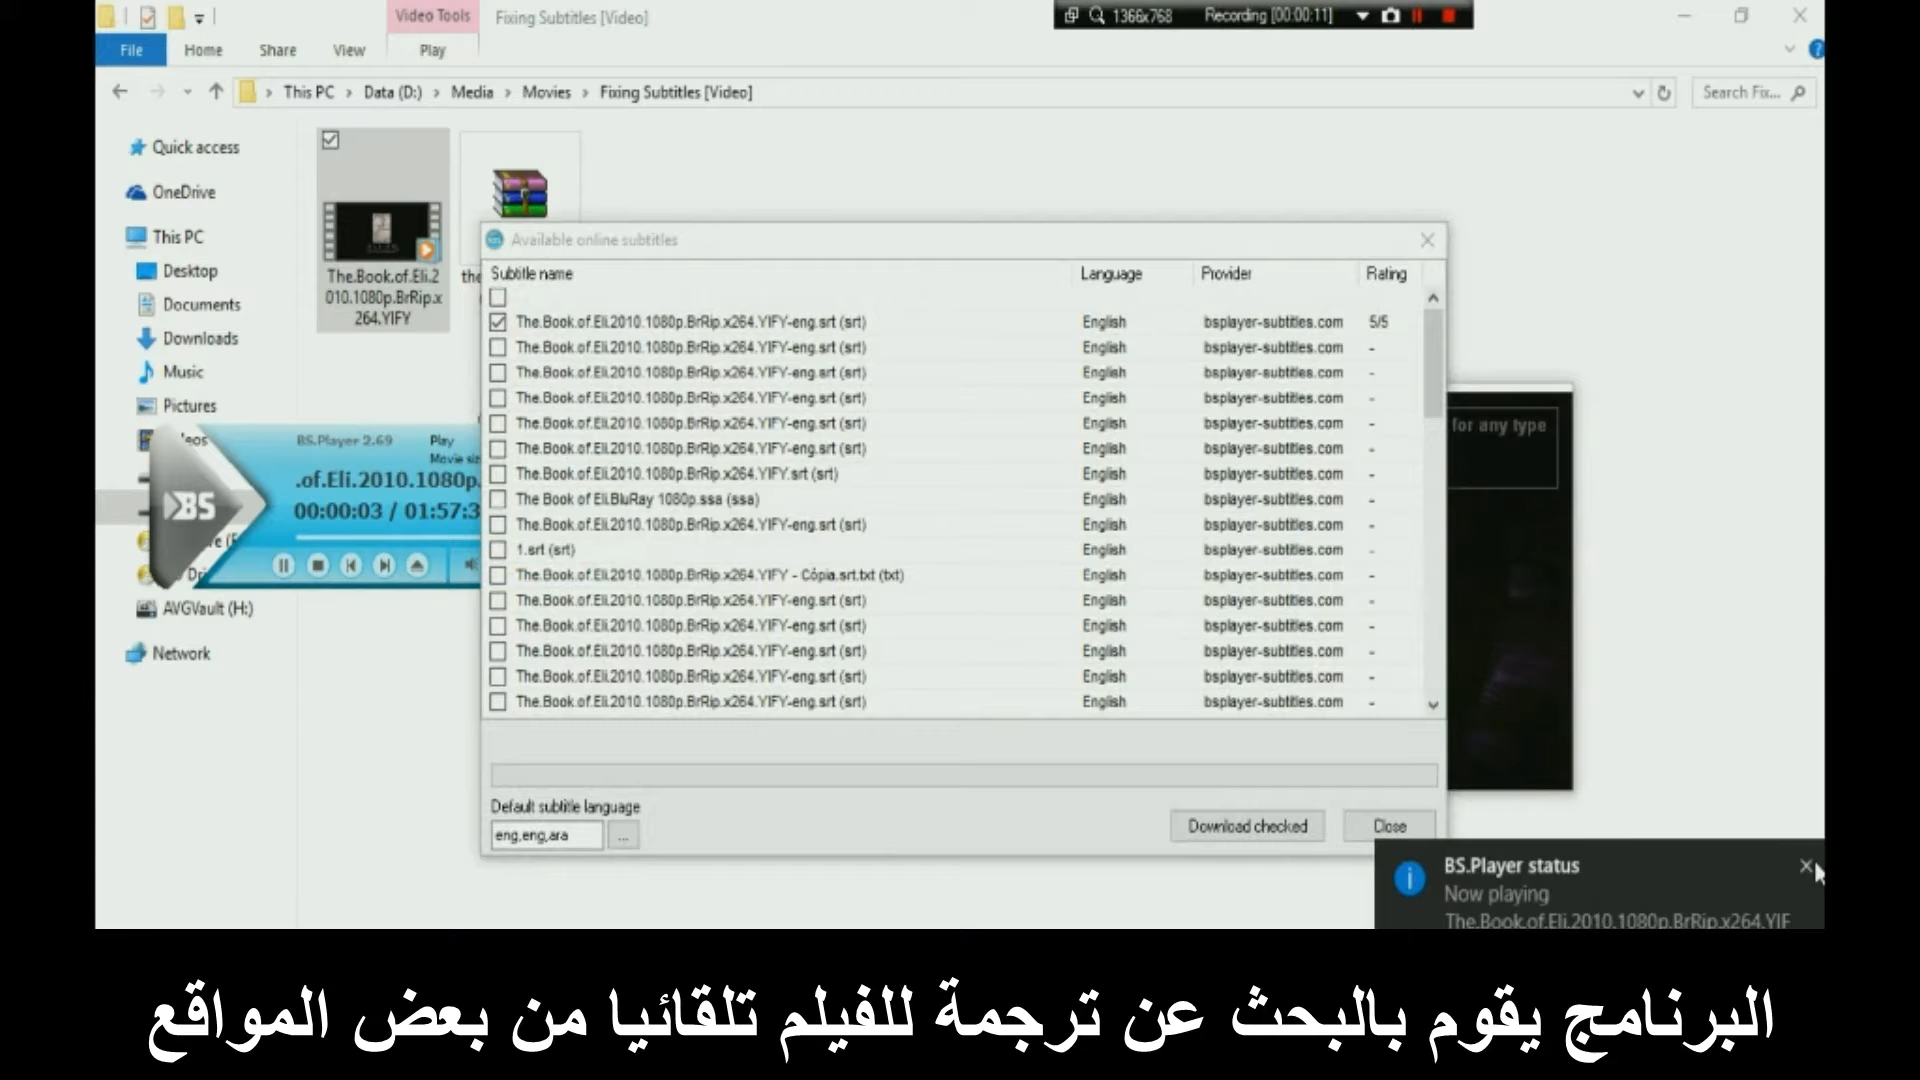 Video Tools
Fixing Subtitles [Video]
1366x768
Recording [00:00:11]
File
Home
Share
View
Play
This PC
Data (D:)
Media
Movies
Fixing Subtitles [Video]
Search Fix...
Quick access
OneDrive
This PC
Desktop
Documents
Downloads
Music
Pictures
AVGVault (H:)
Network
The.Book.of.Eli.2
010.1080p.BrRip.x
264.YIFY
the
BS.Player 2.69
Play
.of.Eli.2010.1080p.
00:00:03 / 01:57:3
BS
Available online subtitles
Subtitle name Language Provider Rating
The.Book.of.Eli.2010.1080p.BrRip.x264.YIFY-eng.srt (srt) English bsplayer-subtitles.com 5/5
The.Book.of.Eli.2010.1080p.BrRip.x264.YIFY-eng.srt (srt) English bsplayer-subtitles.com -
The.Book.of.Eli.2010.1080p.BrRip.x264.YIFY-eng.srt (srt) English bsplayer-subtitles.com -
The.Book.of.Eli.2010.1080p.BrRip.x264.YIFY-eng.srt (srt) English bsplayer-subtitles.com -
The.Book.of.Eli.2010.1080p.BrRip.x264.YIFY-eng.srt (srt) English bsplayer-subtitles.com -
The.Book.of.Eli.2010.1080p.BrRip.x264.YIFY-eng.srt (srt) English bsplayer-subtitles.com -
The.Book.of.Eli.2010.1080p.BrRip.x264.YIFY.srt (srt) English bsplayer-subtitles.com -
The Book of Eli.BluRay 1080p.ssa (ssa) English bsplayer-subtitles.com -
The.Book.of.Eli.2010.1080p.BrRip.x264.YIFY-eng.srt (srt) English bsplayer-subtitles.com -
1.srt (srt) English bsplayer-subtitles.com -
The.Book.of.Eli.2010.1080p.BrRip.x264.YIFY - Cópia.srt.txt (txt) English bsplayer-subtitles.com -
The.Book.of.Eli.2010.1080p.BrRip.x264.YIFY-eng.srt (srt) English bsplayer-subtitles.com -
The.Book.of.Eli.2010.1080p.BrRip.x264.YIFY-eng.srt (srt) English bsplayer-subtitles.com -
The.Book.of.Eli.2010.1080p.BrRip.x264.YIFY-eng.srt (srt) English bsplayer-subtitles.com -
The.Book.of.Eli.2010.1080p.BrRip.x264.YIFY-eng.srt (srt) English bsplayer-subtitles.com -
The.Book.of.Eli.2010.1080p.BrRip.x264.YIFY-eng.srt (srt) English bsplayer-subtitles.com -
Default subtitle language
eng,eng,ara
...
Download checked
Close
for any type
BS.Player status
Now playing
The.Book.of.Eli.2010.1080p.BrRip.x264.YIF
البرنامج يقوم بالبحث عن ترجمة للفيلم تلقائيا من بعض المواقع